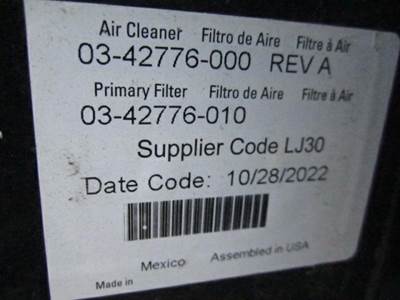 Air Cleaner Filtro de Aire Filtre à Air
03-42776-000 REV A
Primary Filter Filtro de Aire Filtre à Air
03-42776-010
Supplier Code LJ30
Date Code: 10/28/2022
Mexico Assembled in USA
Made in